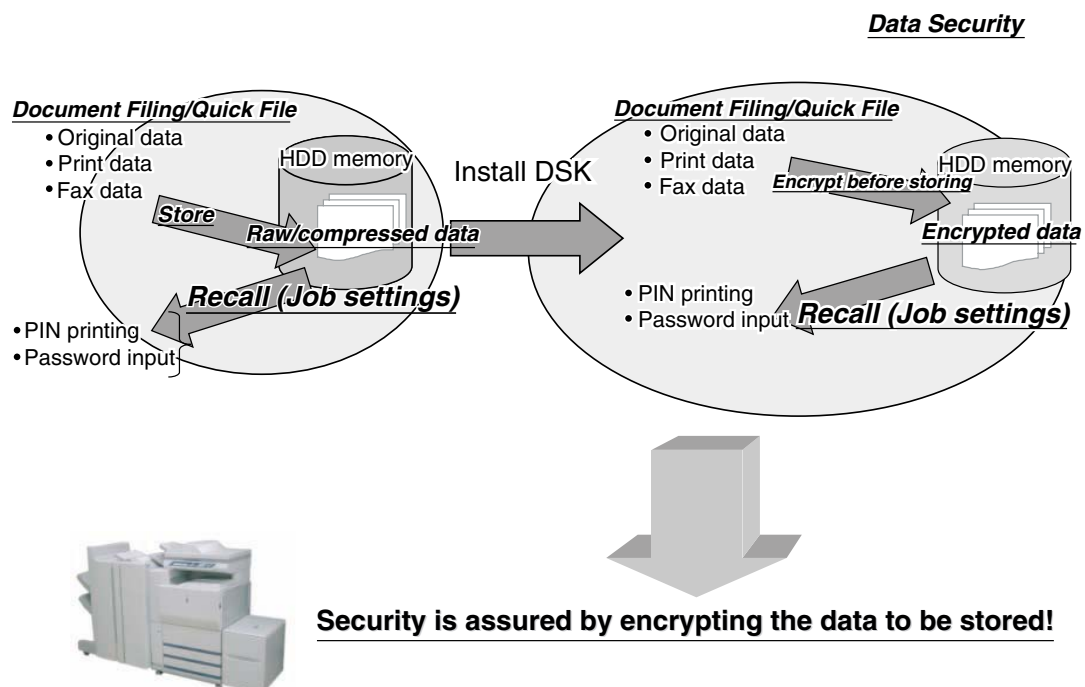 Data Security
Document Filing/Quick File
• Original data
• Print data
• Fax data
HDD memory
Store
Raw/compressed data
Recall (Job settings)
• PIN printing
• Password input
Install DSK
Document Filing/Quick File
• Original data
• Print data
• Fax data
HDD memory
Encrypt before storing
Encrypted data
• PIN printing
• Password input
Recall (Job settings)
Security is assured by encrypting the data to be stored!